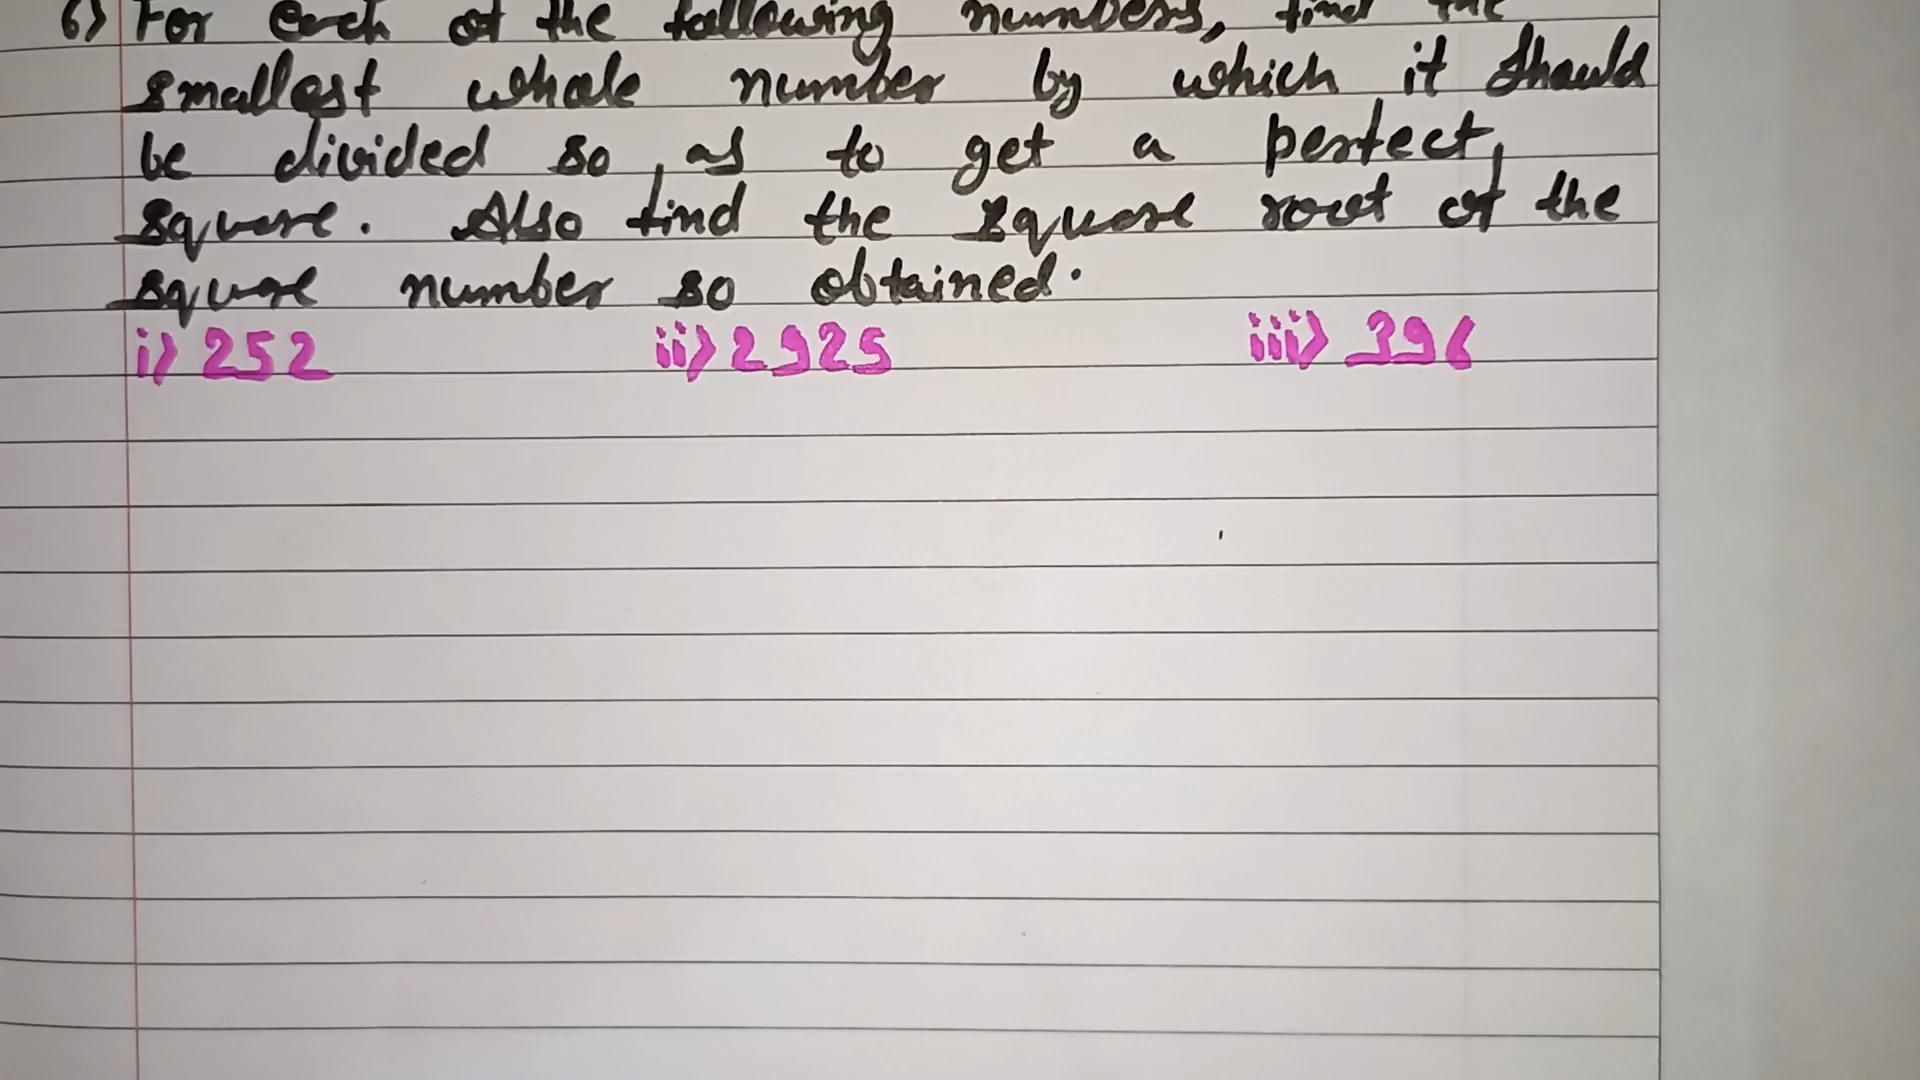 6) For each of the following numbers, find the
smallest whole number by which it should
be divided so as to get a perfect
square. Also find the square root of the
square number so obtained.
i) 252 ii) 2925 iii) 396